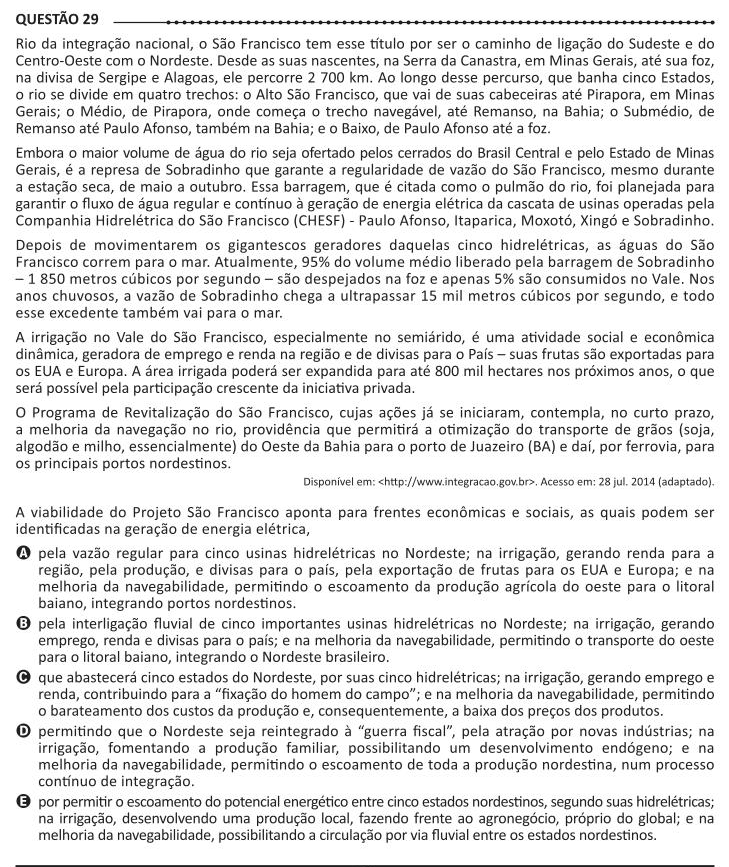 QUESTÃO 29
Rio da integração nacional, o São Francisco tem esse título por ser o caminho de ligação do Sudeste e do
Centro-Oeste com o Nordeste. Desde as suas nascentes, na Serra da Canastra, em Minas Gerais, até sua foz,
na divisa de Sergipe e Alagoas, ele percorre 2 700 km. Ao longo desse percurso, que banha cinco Estados,
o rio se divide em quatro trechos: o Alto São Francisco, que vai de suas cabeceiras até Pirapora, em Minas
Gerais; o Médio, de Pirapora, onde começa o trecho navegável, até Remanso, na Bahia; o Submédio, de
Remanso até Paulo Afonso, também na Bahia; e o Baixo, de Paulo Afonso até a foz.
Embora o maior volume de água do rio seja ofertado pelos cerrados do Brasil Central e pelo Estado de Minas
Gerais, é a represa de Sobradinho que garante a regularidade de vazão do São Francisco, mesmo durante
a estação seca, de maio a outubro. Essa barragem, que é citada como o pulmão do rio, foi planejada para
garantir o fluxo de água regular e contínuo à geração de energia elétrica da cascata de usinas operadas pela
Companhia Hidrelétrica do São Francisco (CHESF) - Paulo Afonso, Itaparica, Moxotó, Xingó e Sobradinho.
Depois de movimentarem os gigantescos geradores daquelas cinco hidrelétricas, as águas do São
Francisco correm para o mar. Atualmente, 95% do volume médio liberado pela barragem de Sobradinho
– 1 850 metros cúbicos por segundo – são despejados na foz e apenas 5% são consumidos no Vale. Nos
anos chuvosos, a vazão de Sobradinho chega a ultrapassar 15 mil metros cúbicos por segundo, e todo
esse excedente também vai para o mar.
A irrigação no Vale do São Francisco, especialmente no semiárido, é uma atividade social e econômica
dinâmica, geradora de emprego e renda na região e de divisas para o País – suas frutas são exportadas para
os EUA e Europa. A área irrigada poderá ser expandida para até 800 mil hectares nos próximos anos, o que
será possível pela participação crescente da iniciativa privada.
O Programa de Revitalização do São Francisco, cujas ações já se iniciaram, contempla, no curto prazo,
a melhoria da navegação no rio, providência que permitirá a otimização do transporte de grãos (soja,
algodão e milho, essencialmente) do Oeste da Bahia para o porto de Juazeiro (BA) e daí, por ferrovia, para
os principais portos nordestinos.
Disponível em: <http://www.integracao.gov.br>. Acesso em: 28 jul. 2014 (adaptado).
A viabilidade do Projeto São Francisco aponta para frentes econômicas e sociais, as quais podem ser
identificadas na geração de energia elétrica,
A pela vazão regular para cinco usinas hidrelétricas no Nordeste; na irrigação, gerando renda para a
região, pela produção, e divisas para o país, pela exportação de frutas para os EUA e Europa; e na
melhoria da navegabilidade, permitindo o escoamento da produção agrícola do oeste para o litoral
baiano, integrando portos nordestinos.
B pela interligação fluvial de cinco importantes usinas hidrelétricas no Nordeste; na irrigação, gerando
emprego, renda e divisas para o país; e na melhoria da navegabilidade, permitindo o transporte do oeste
para o litoral baiano, integrando o Nordeste brasileiro.
C que abastecerá cinco estados do Nordeste, por suas cinco hidrelétricas; na irrigação, gerando emprego e
renda, contribuindo para a “fixação do homem do campo”; e na melhoria da navegabilidade, permitindo
o barateamento dos custos da produção e, consequentemente, a baixa dos preços dos produtos.
D permitindo que o Nordeste seja reintegrado à “guerra fiscal”, pela atração por novas indústrias; na
irrigação, fomentando a produção familiar, possibilitando um desenvolvimento endógeno; e na
melhoria da navegabilidade, permitindo o escoamento de toda a produção nordestina, num processo
contínuo de integração.
E por permitir o escoamento do potencial energético entre cinco estados nordestinos, segundo suas hidrelétricas;
na irrigação, desenvolvendo uma produção local, fazendo frente ao agronegócio, próprio do global; e na
melhoria da navegabilidade, possibilitando a circulação por via fluvial entre os estados nordestinos.